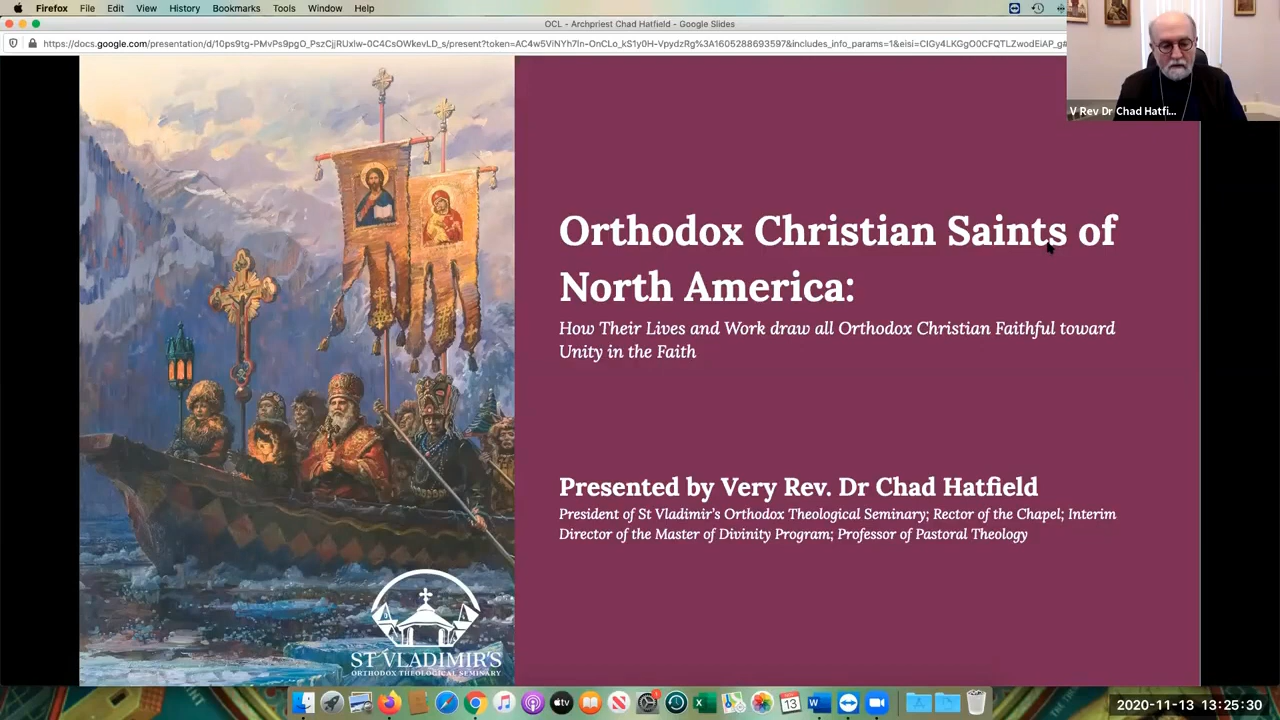 Firefox File Edit View History Bookmarks Tools Window Help
OCL - Archpriest Chad Hatfield - Google Slides
V Rev Dr Chad Hatfi...
Orthodox Christian Saints of
North America:
How Their Lives and Work draw all Orthodox Christian Faithful toward
Unity in the Faith
Presented by Very Rev. Dr Chad Hatfield
President of St Vladimir's Orthodox Theological Seminary; Rector of the Chapel; Interim
Director of the Master of Divinity Program; Professor of Pastoral Theology
ST VLADIMIR'S
ORTHODOX THEOLOGICAL SEMINARY
tv
13
2020-11-13 13:25:30